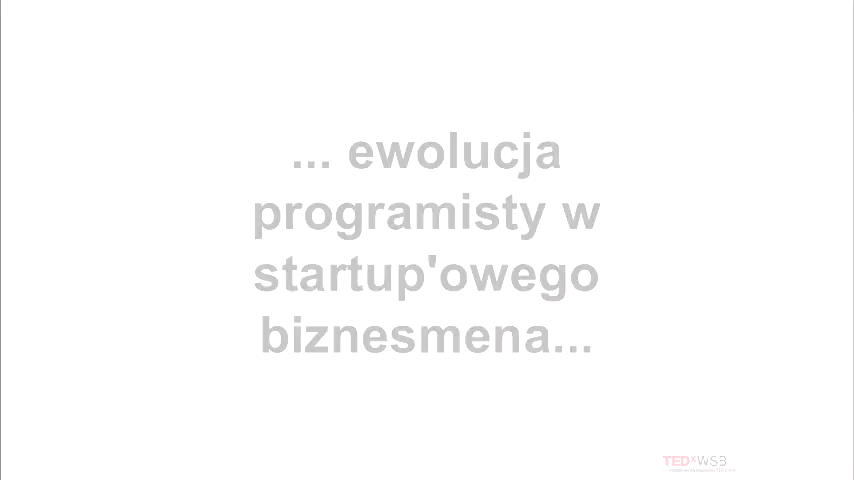 ... ewolucja
programisty w
startup'owego
biznesmena...
TEDxWSB